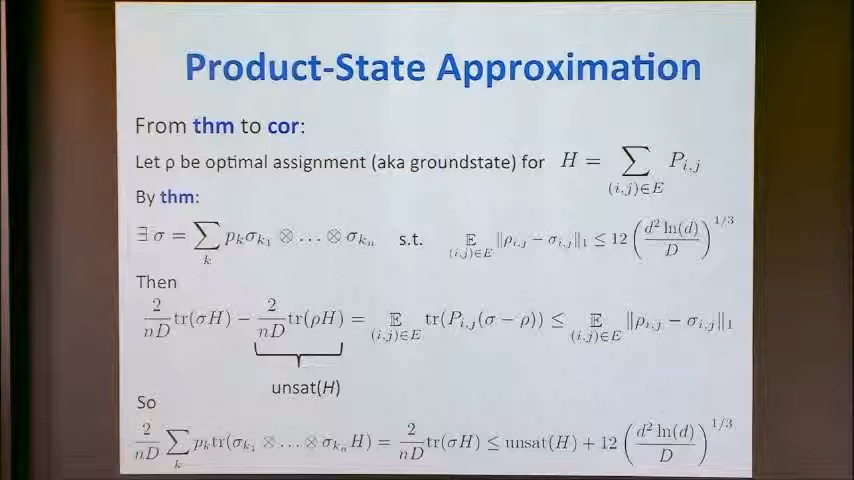 Product-State Approximation
From thm to cor:
Let ρ be optimal assignment (aka groundstate) for H = ∑_{(i,j)∈E} P_{i,j}
By thm:
∃ σ = ∑_k p_k σ_{k_1} ⊗ … ⊗ σ_{k_n} s.t. 𝔼_{(i,j)∈E} ‖ρ_{i,j} − σ_{i,j}‖_1 ≤ 12 (d^2 ln(d) / D)^{1/3}
Then
2/(nD) tr(σH) − 2/(nD) tr(ρH) = 𝔼_{(i,j)∈E} tr(P_{i,j}(σ − ρ)) ≤ 𝔼_{(i,j)∈E} ‖ρ_{i,j} − σ_{i,j}‖_1
unsat(H)
So
2/(nD) ∑_k p_k tr(σ_{k_1} ⊗ … ⊗ σ_{k_n} H) = 2/(nD) tr(σH) ≤ unsat(H) + 12 (d^2 ln(d) / D)^{1/3}